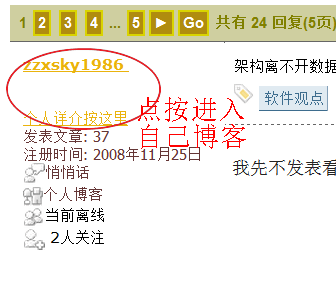 1 2 3 4 ... 5 ▶ Go 共有 24 回复(5页)
zzxsky1986
架构离不开数据
软件观点
个人详介按这里
点按进入
自己博客
发表文章: 37
注册时间: 2008年11月25日
我先不发表看
悄悄话
个人博客
当前离线
2人关注